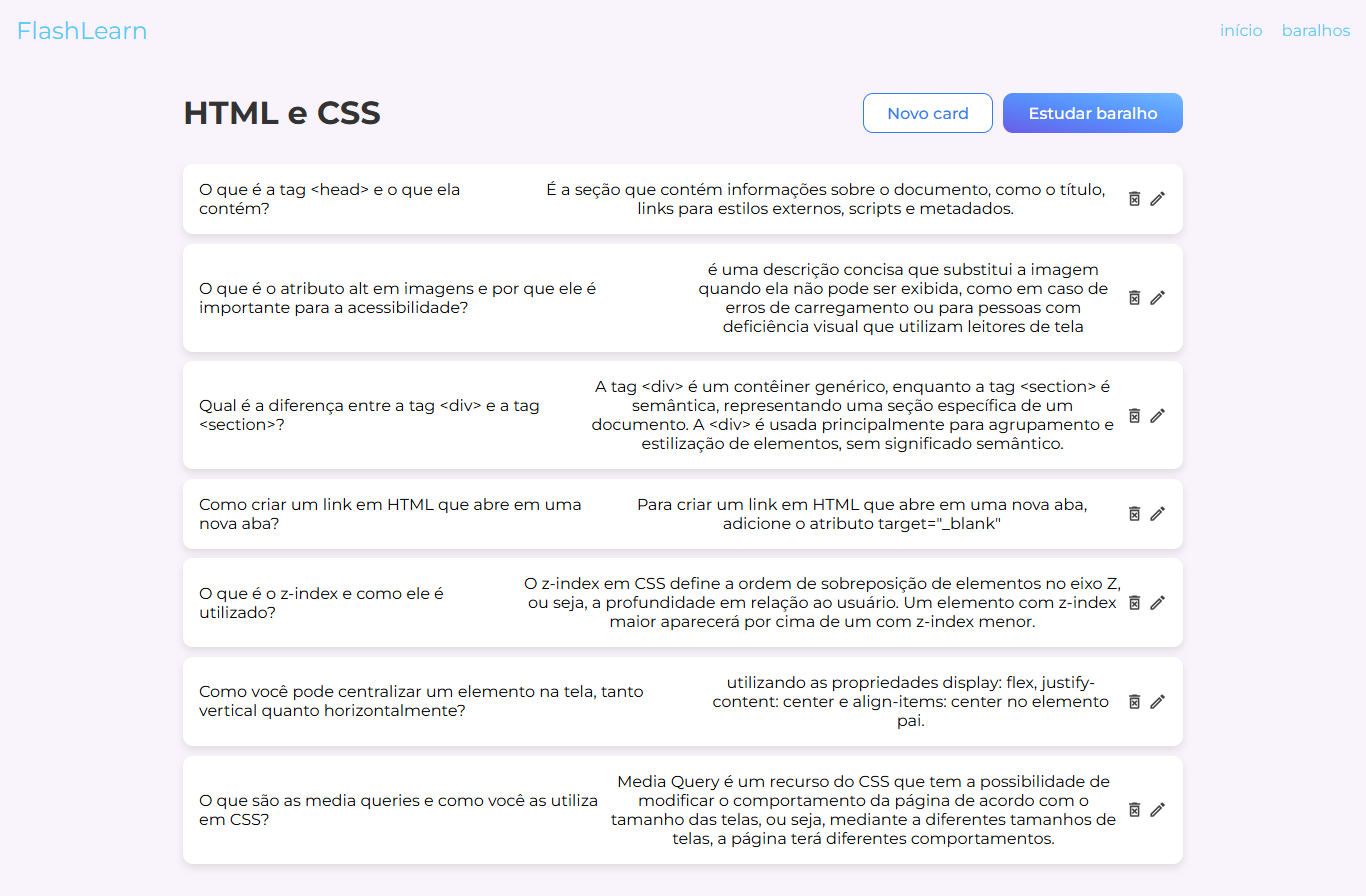 FlashLearn
início baralhos
HTML e CSS
Novo card
Estudar baralho
O que é a tag <head> e o que ela
contém?
É a seção que contém informações sobre o documento, como o título,
links para estilos externos, scripts e metadados.
O que é o atributo alt em imagens e por que ele é
importante para a acessibilidade?
é uma descrição concisa que substitui a imagem
quando ela não pode ser exibida, como em caso de
erros de carregamento ou para pessoas com
deficiência visual que utilizam leitores de tela
Qual é a diferença entre a tag <div> e a tag
<section>?
A tag <div> é um contêiner genérico, enquanto a tag <section> é
semântica, representando uma seção específica de um
documento. A <div> é usada principalmente para agrupamento e
estilização de elementos, sem significado semântico.
Como criar um link em HTML que abre em uma
nova aba?
Para criar um link em HTML que abre em uma nova aba,
adicione o atributo target="_blank"
O que é o z-index e como ele é
utilizado?
O z-index em CSS define a ordem de sobreposição de elementos no eixo Z,
ou seja, a profundidade em relação ao usuário. Um elemento com z-index
maior aparecerá por cima de um com z-index menor.
Como você pode centralizar um elemento na tela, tanto
vertical quanto horizontalmente?
utilizando as propriedades display: flex, justify-
content: center e align-items: center no elemento
pai.
O que são as media queries e como você as utiliza
em CSS?
Media Query é um recurso do CSS que tem a possibilidade de
modificar o comportamento da página de acordo com o
tamanho das telas, ou seja, mediante a diferentes tamanhos de
telas, a página terá diferentes comportamentos.